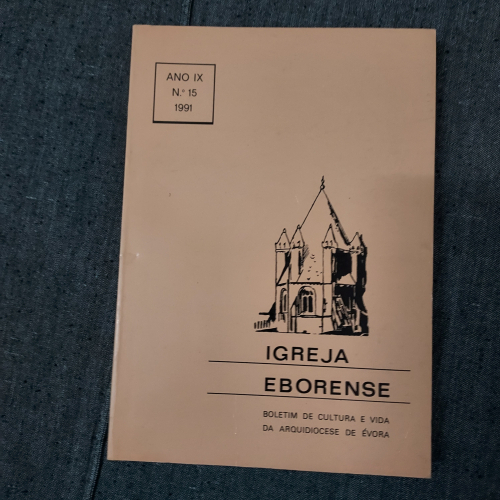 ANO IX
N.º 15
1991
IGREJA
EBORENSE
BOLETIM DE CULTURA E VIDA
DA ARQUIDIOCESE DE ÉVORA